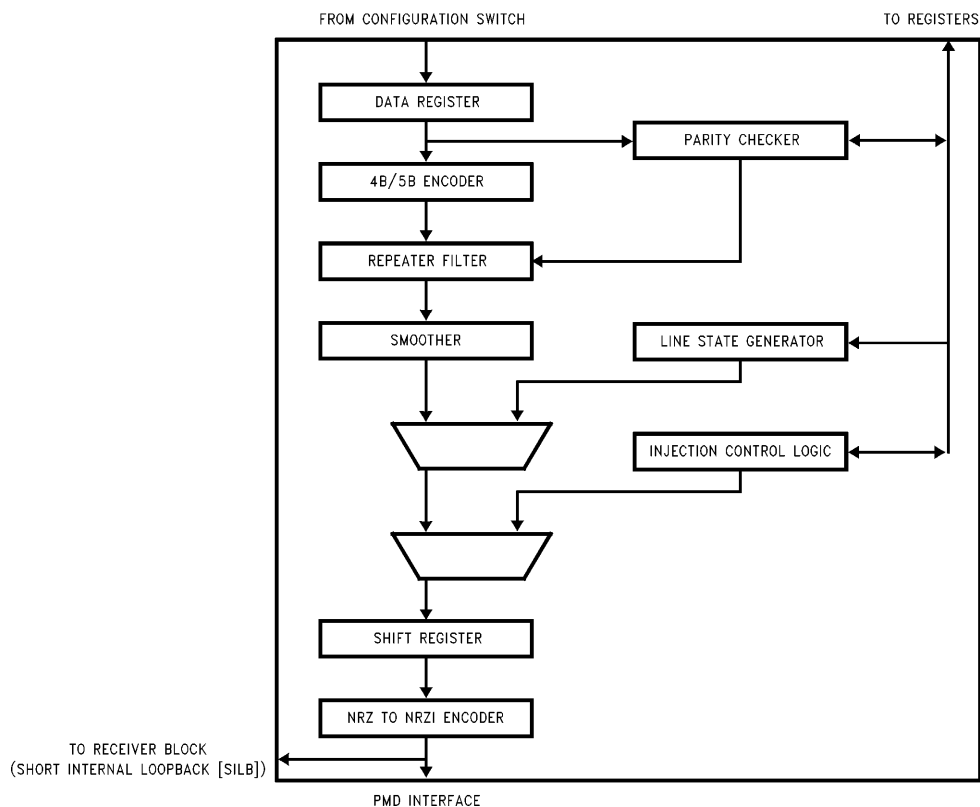 FROM CONFIGURATION SWITCH
TO REGISTERS
DATA REGISTER
PARITY CHECKER
4B/5B ENCODER
REPEATER FILTER
SMOOTHER
LINE STATE GENERATOR
INJECTION CONTROL LOGIC
SHIFT REGISTER
NRZ TO NRZI ENCODER
TO RECEIVER BLOCK
(SHORT INTERNAL LOOPBACK [SILB])
PMD INTERFACE